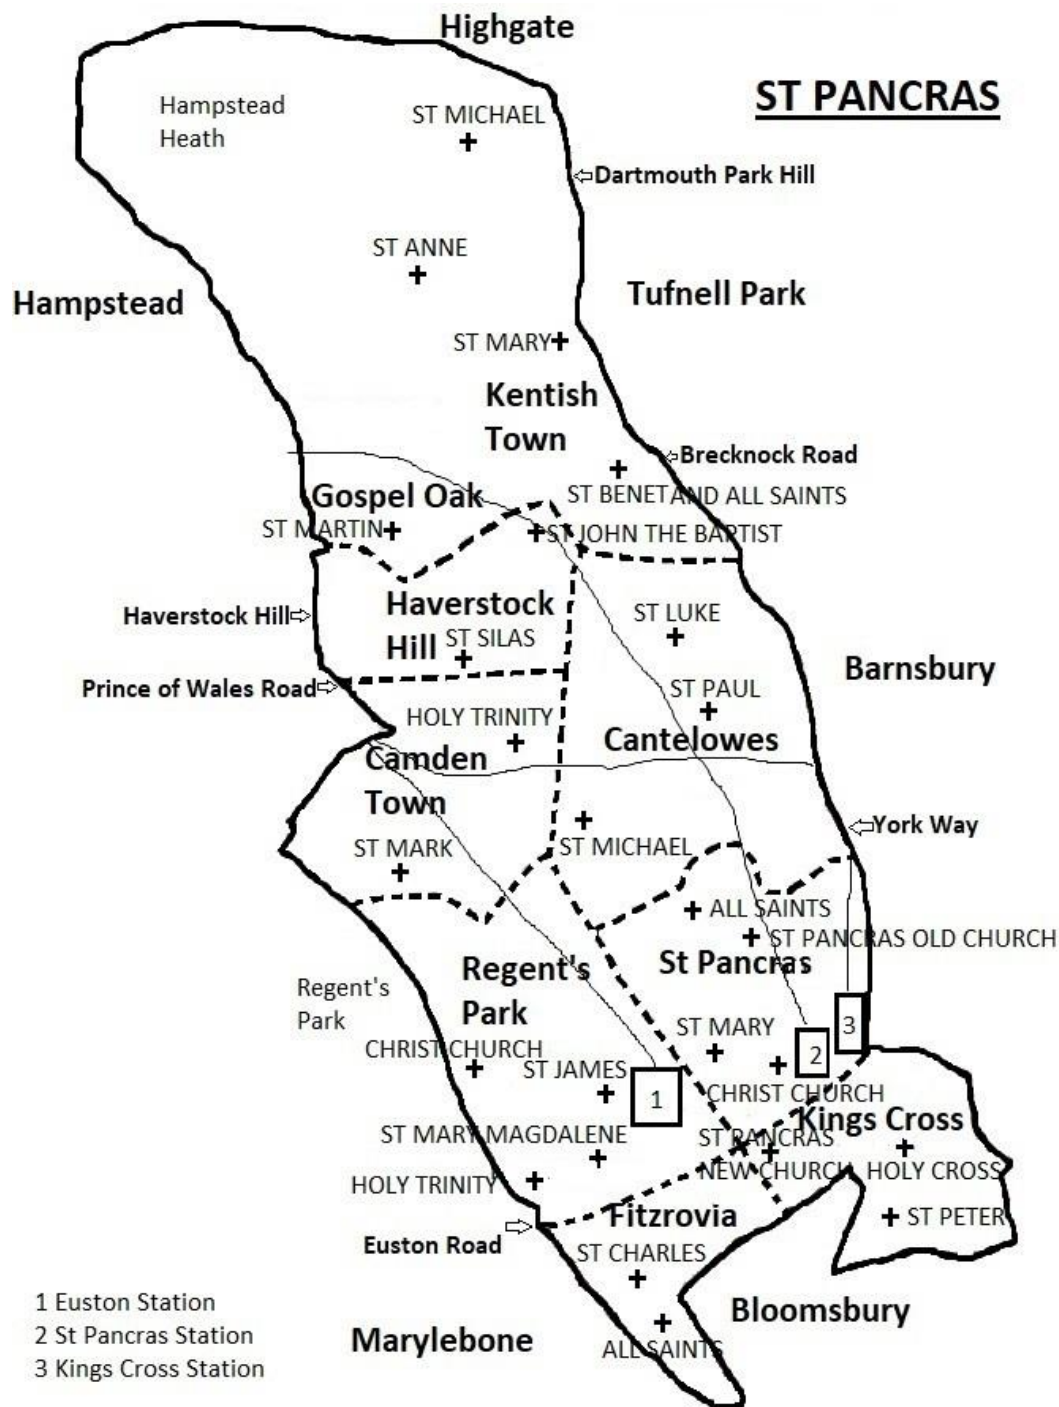 Highgate
ST PANCRAS
Hampstead
Heath
ST MICHAEL
Dartmouth Park Hill
ST ANNE
Hampstead
Tufnell Park
ST MARY
Kentish
Town
Brecknock Road
Gospel Oak
ST BENET AND ALL SAINTS
ST MARTIN
ST JOHN THE BAPTIST
Haverstock
Hill
Haverstock Hill
ST LUKE
ST SILAS
Barnsbury
Prince of Wales Road
ST PAUL
HOLY TRINITY
Cantelowes
Camden
Town
York Way
ST MARK
ST MICHAEL
ALL SAINTS
ST PANCRAS OLD CHURCH
St Pancras
Regent's
Park
Regent's
Park
ST MARY
3
2
CHRIST CHURCH
ST JAMES
1
CHRIST CHURCH
Kings Cross
ST MARY MAGDALENE
ST PANCRAS
NEW CHURCH
HOLY CROSS
HOLY TRINITY
Fitzrovia
ST PETER
Euston Road
ST CHARLES
Bloomsbury
Marylebone
ALL SAINTS
1 Euston Station
2 St Pancras Station
3 Kings Cross Station